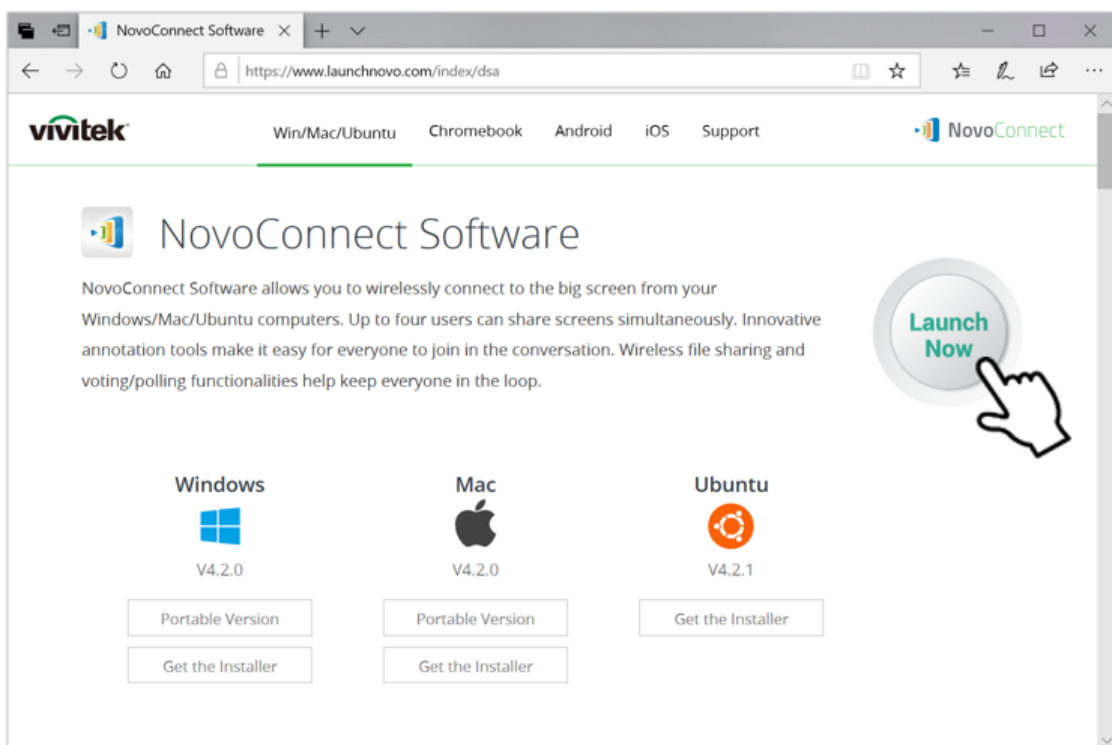 NovoConnect Software
https://www.launchnovo.com/index/dsa
vivitek
Win/Mac/Ubuntu Chromebook Android iOS Support
NovoConnect
NovoConnect Software
NovoConnect Software allows you to wirelessly connect to the big screen from your
Windows/Mac/Ubuntu computers. Up to four users can share screens simultaneously. Innovative
annotation tools make it easy for everyone to join in the conversation. Wireless file sharing and
voting/polling functionalities help keep everyone in the loop.
Launch
Now
Windows Mac Ubuntu
V4.2.0 V4.2.0 V4.2.1
Portable Version Portable Version Get the Installer
Get the Installer Get the Installer